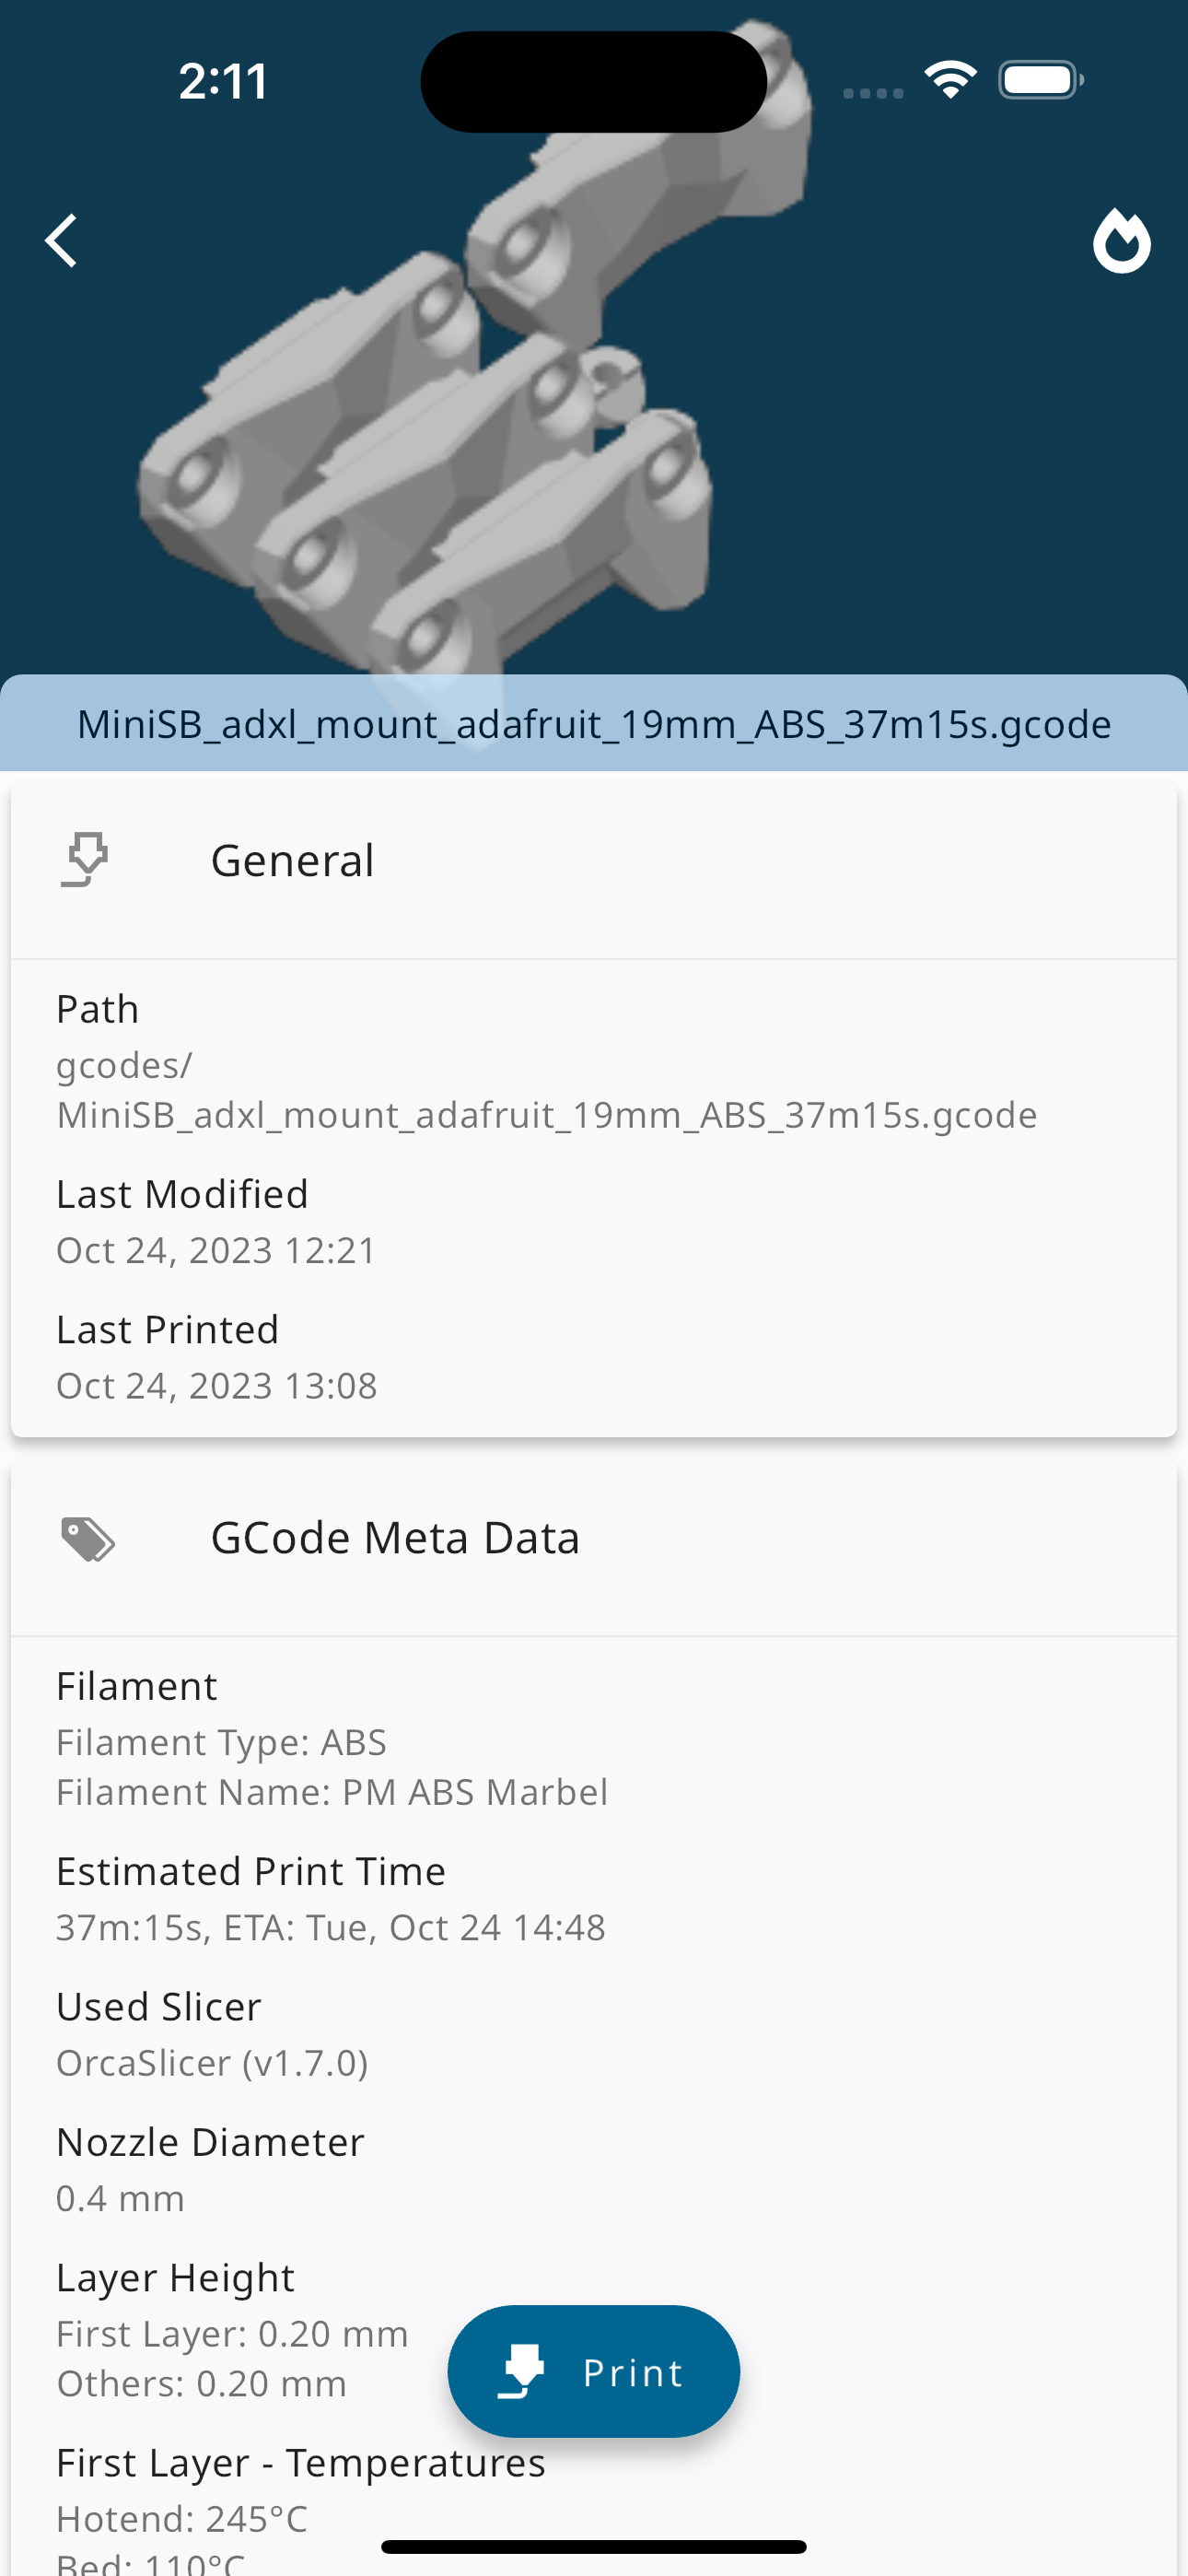 2:11
MiniSB_adxl_mount_adafruit_19mm_ABS_37m15s.gcode
General
Path
gcodes/
MiniSB_adxl_mount_adafruit_19mm_ABS_37m15s.gcode
Last Modified
Oct 24, 2023 12:21
Last Printed
Oct 24, 2023 13:08
GCode Meta Data
Filament
Filament Type: ABS
Filament Name: PM ABS Marbel
Estimated Print Time
37m:15s, ETA: Tue, Oct 24 14:48
Used Slicer
OrcaSlicer (v1.7.0)
Nozzle Diameter
0.4 mm
Layer Height
First Layer: 0.20 mm
Others: 0.20 mm
Print
First Layer - Temperatures
Hotend: 245°C
Bed: 110°C